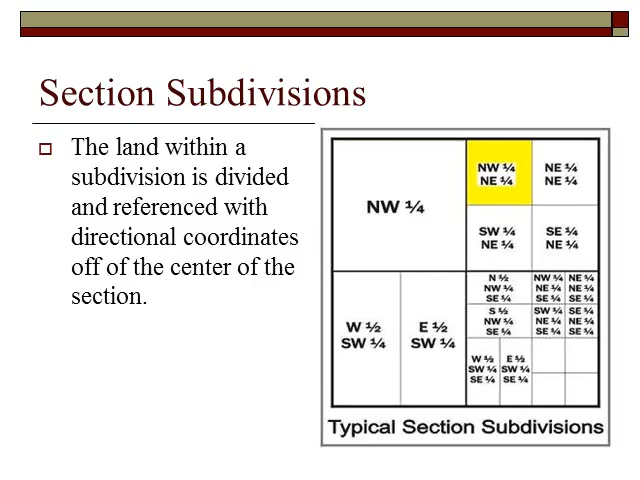 Section Subdivisions
The land within a
subdivision is divided
and referenced with
directional coordinates
off of the center of the
section.
NW ¼
NW ¼
NE ¼
NE ¼
NE ¼
SW ¼
NE ¼
SE ¼
NE ¼
W ½
SW ¼
E ½
SW ¼
N ½
NW ¼
SE ¼
NW ¼
NE ¼
SE ¼
NE ¼
NE ¼
SE ¼
S ½
NW ¼
SE ¼
SW ¼
NE ¼
SE ¼
SE ¼
NE ¼
SE ¼
W ½
SW ¼
SE ¼
E ½
SW ¼
SE ¼
Typical Section Subdivisions